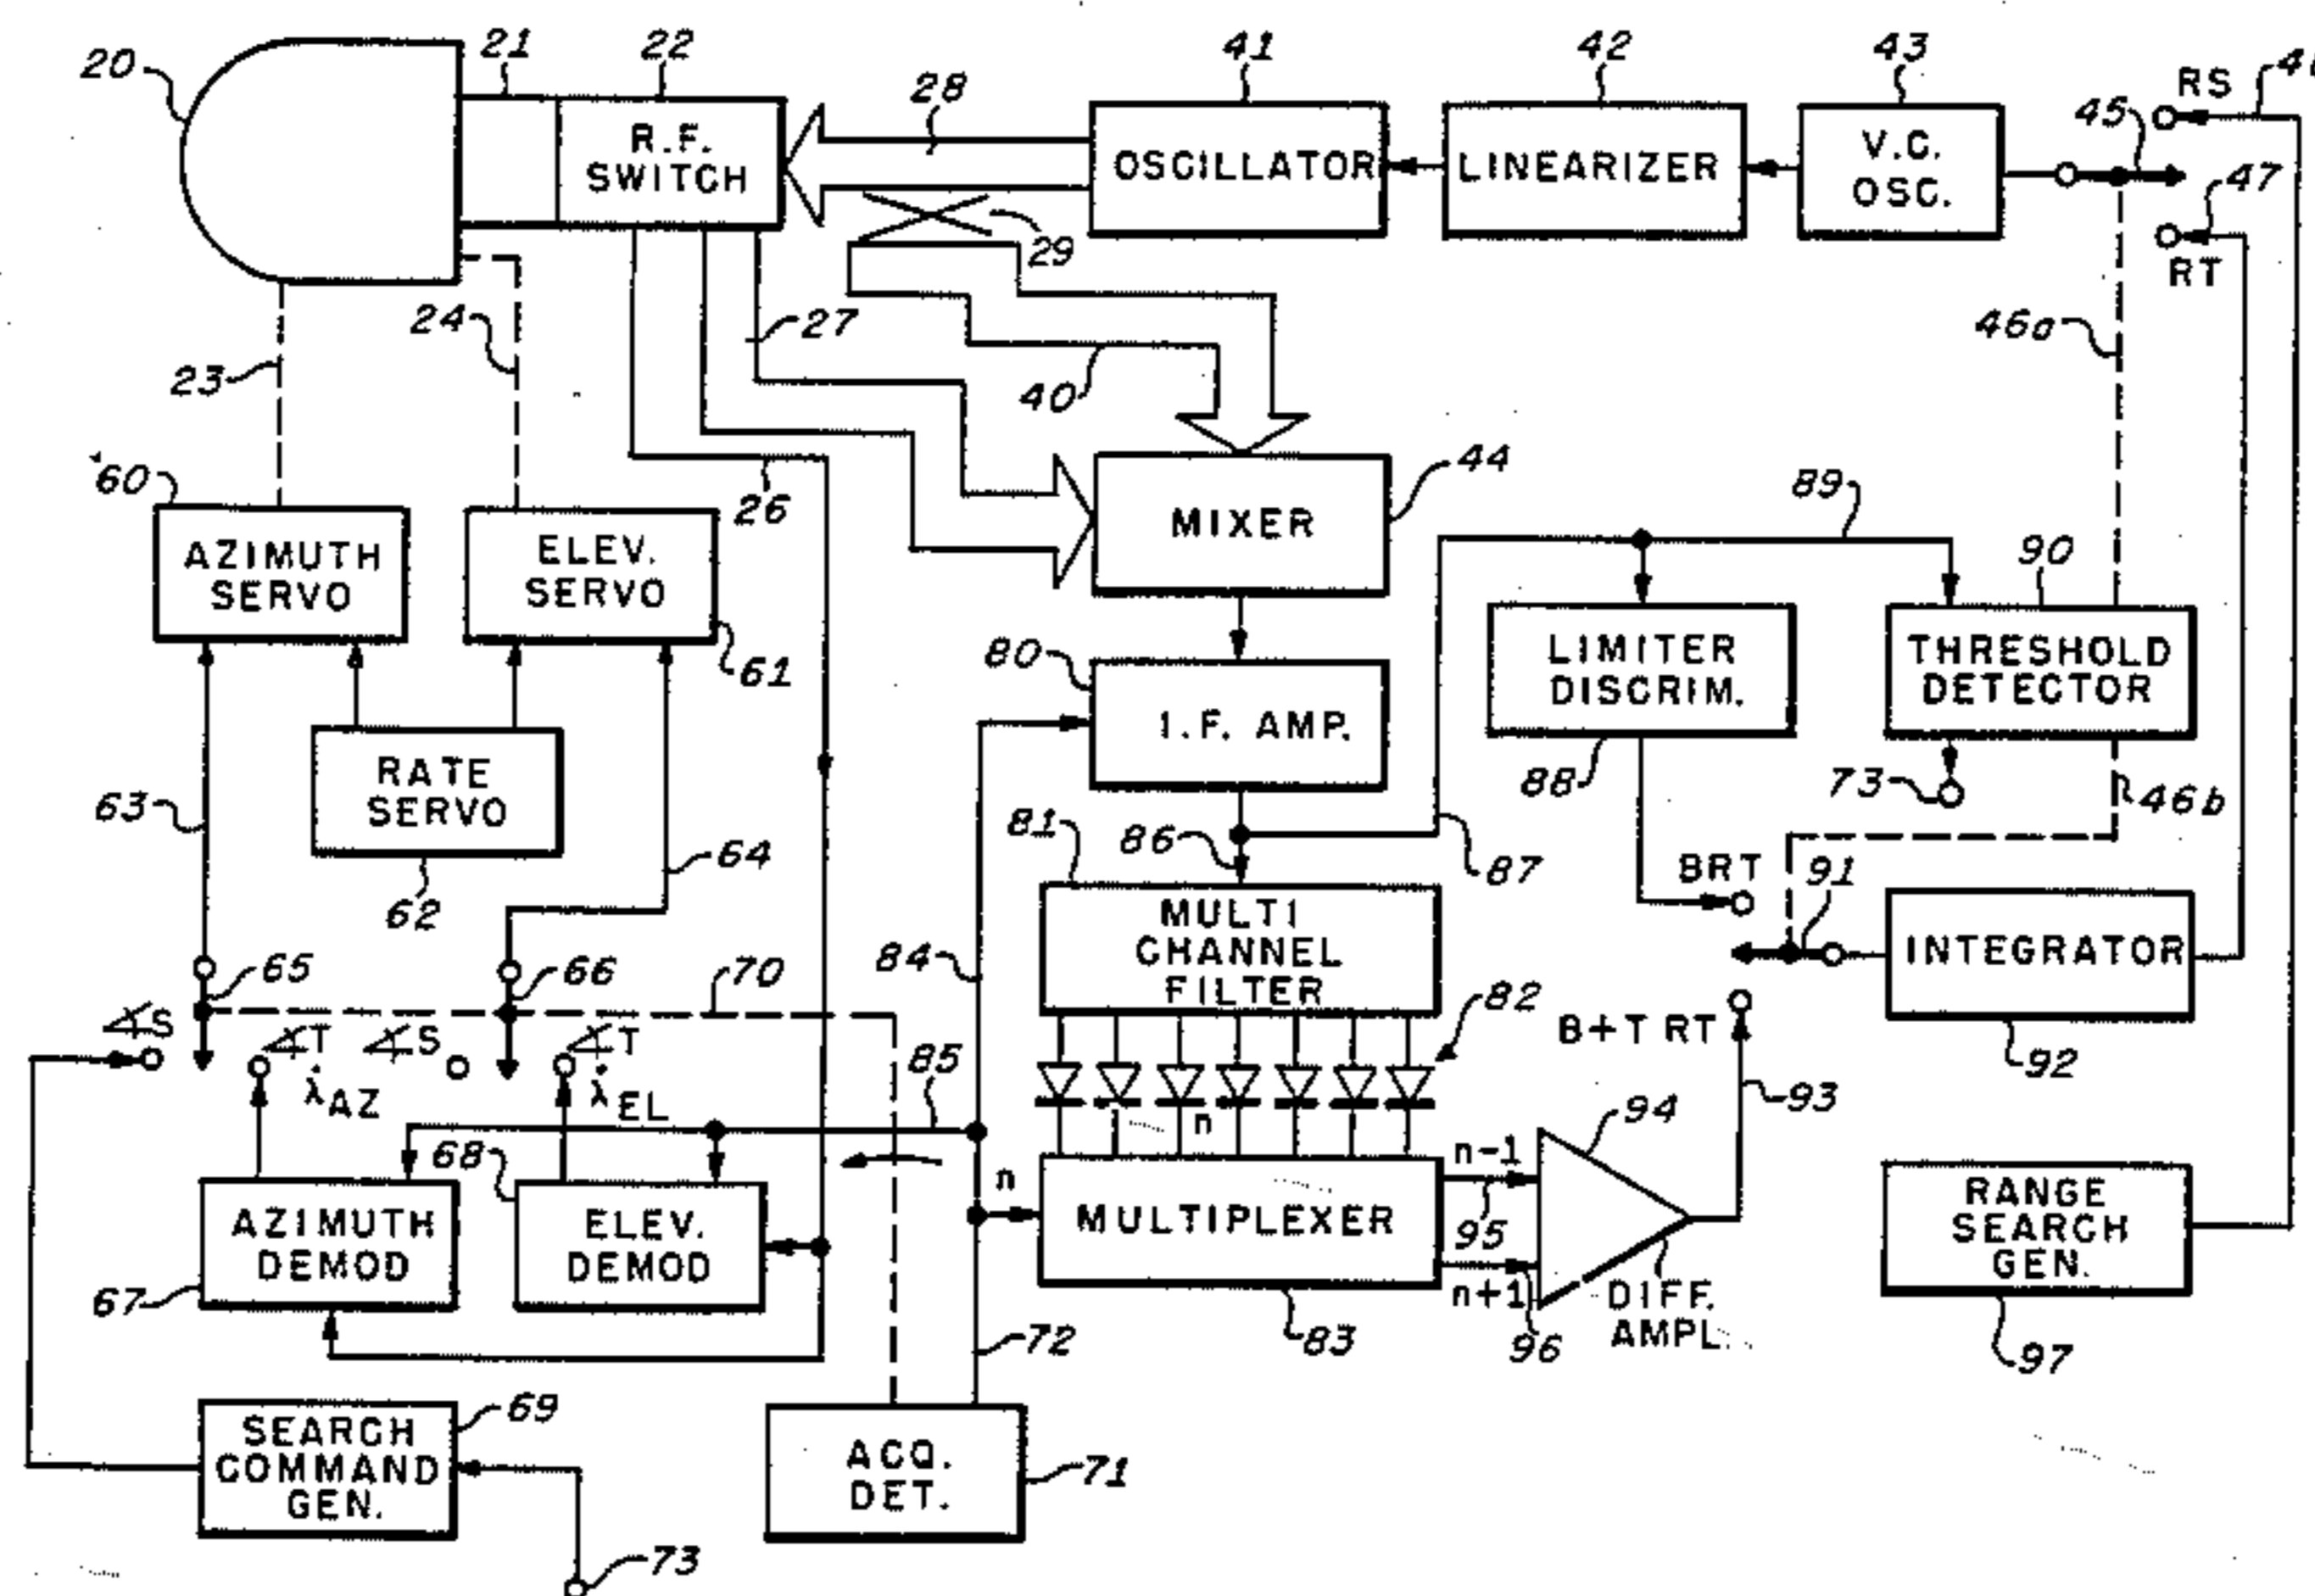 20
21
22
28
41
42
43
RS
45
47
RT
R.F.
SWITCH
OSCILLATOR
LINEARIZER
V.C.
OSC.
29
23
24
27
40
46a
26
44
89
60
AZIMUTH
SERVO
ELEV.
SERVO
61
MIXER
90
80
I.F. AMP.
LIMITER
DISCRIM.
THRESHOLD
DETECTOR
88
73
46b
63
RATE
SERVO
62
64
81
86
87
BRT
91
MULTI
CHANNEL
FILTER
INTEGRATOR
84
65
66
70
82
B+T RT
92
∢S
∢T
∢S
∢T
λ̇AZ
λ̇EL
85
n
94
93
68
AZIMUTH
DEMOD
67
ELEV.
DEMOD
n
MULTIPLEXER
n-1
95
n+1
96
DIFF.
AMPL.
RANGE
SEARCH
GEN.
97
83
72
SEARCH
COMMAND
GEN.
69
ACQ.
DET.
71
73